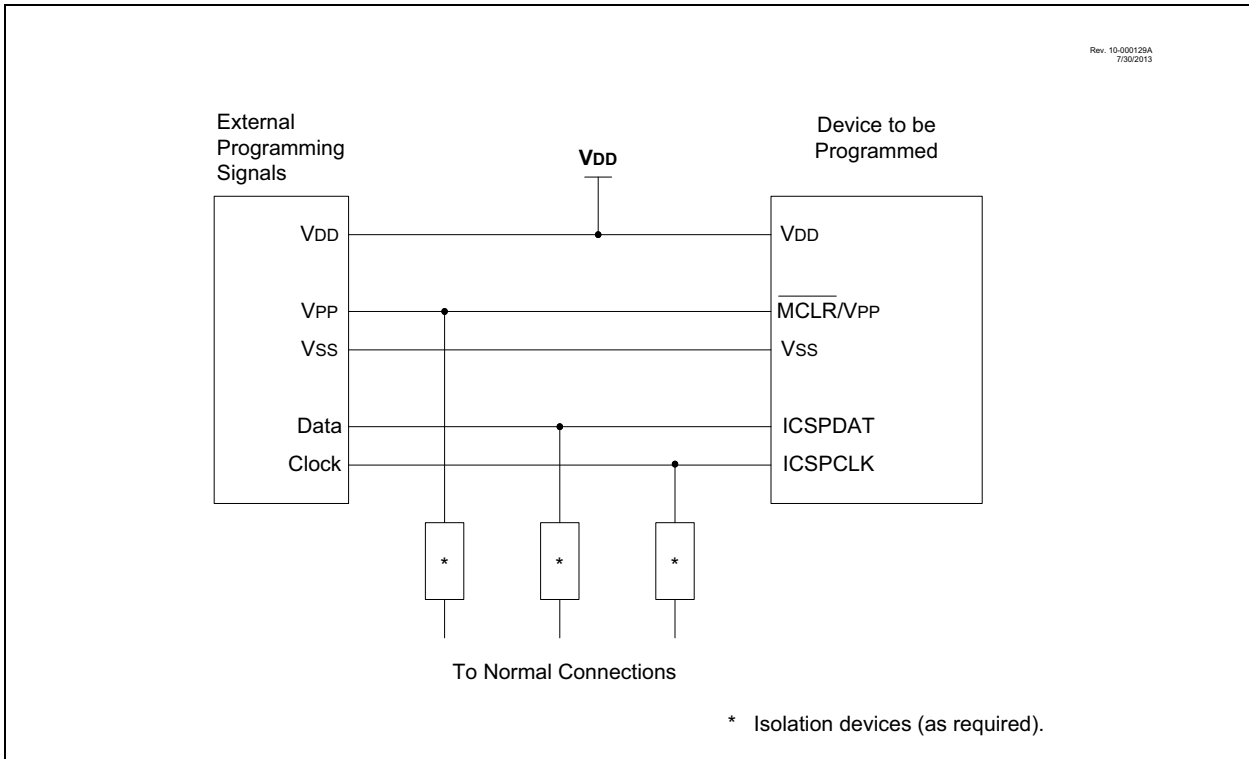 Rev. 10-000129A
7/30/2013
External
Programming
Signals
VDD
Device to be
Programmed
VDD
VDD
VPP
MCLR/VPP
VSS
VSS
Data
ICSPDAT
Clock
ICSPCLK
*
*
*
To Normal Connections
* Isolation devices (as required).